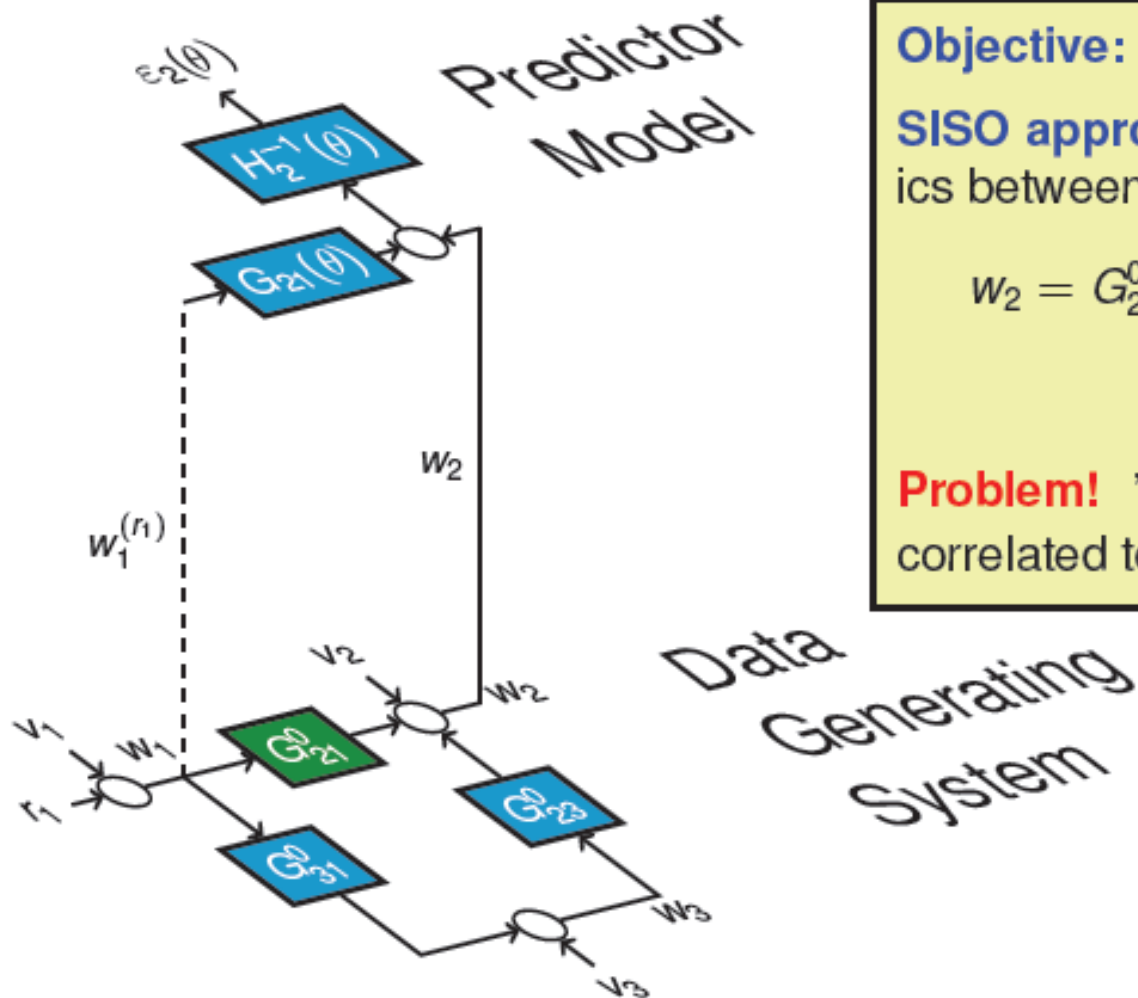 ε₂(θ)
Predictor
Model
H₂⁻¹(θ)
G₂₁(θ)
w₁^(r₁)
w₂
v₂
w₂
Data
Generating
System
v₁
w₁
r₁
G⁰₂₁
G⁰₂₃
G⁰₃₁
w₃
v₃
Objective:
SISO appro
ics between
w₂ = G⁰₂
Problem!
correlated t